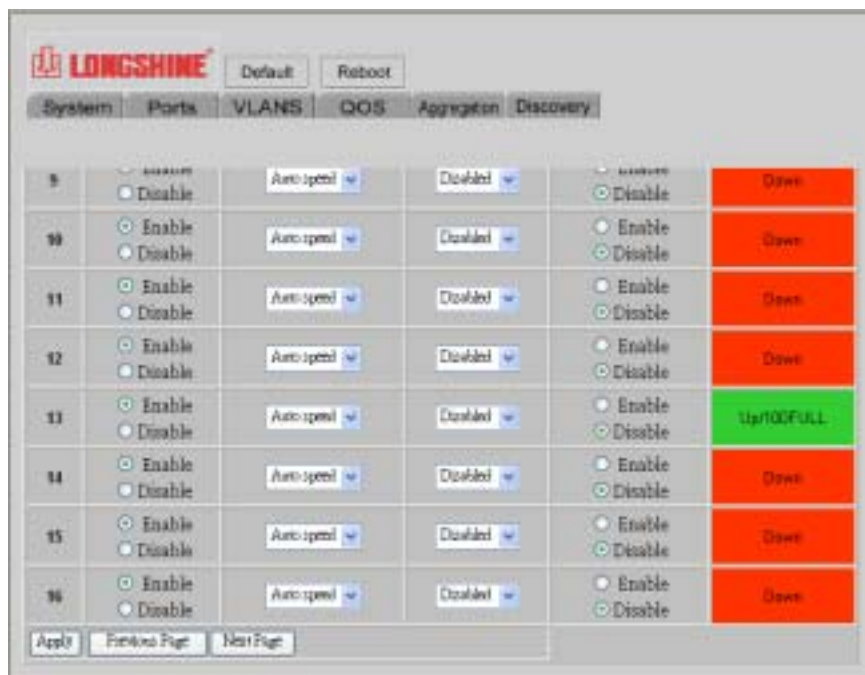 LONGSHINE Default Reboot
System Ports VLANS QOS Aggregation Discovery
9 Enable Auto speed Disabled Enable Down
Disable Disable
10 Enable Auto speed Disabled Enable Down
Disable Disable
11 Enable Auto speed Disabled Enable Down
Disable Disable
12 Enable Auto speed Disabled Enable Down
Disable Disable
13 Enable Auto speed Disabled Enable Up/100FULL
Disable Disable
14 Enable Auto speed Disabled Enable Down
Disable Disable
15 Enable Auto speed Disabled Enable Down
Disable Disable
16 Enable Auto speed Disabled Enable Down
Disable Disable
Apply Previous Page Next Page